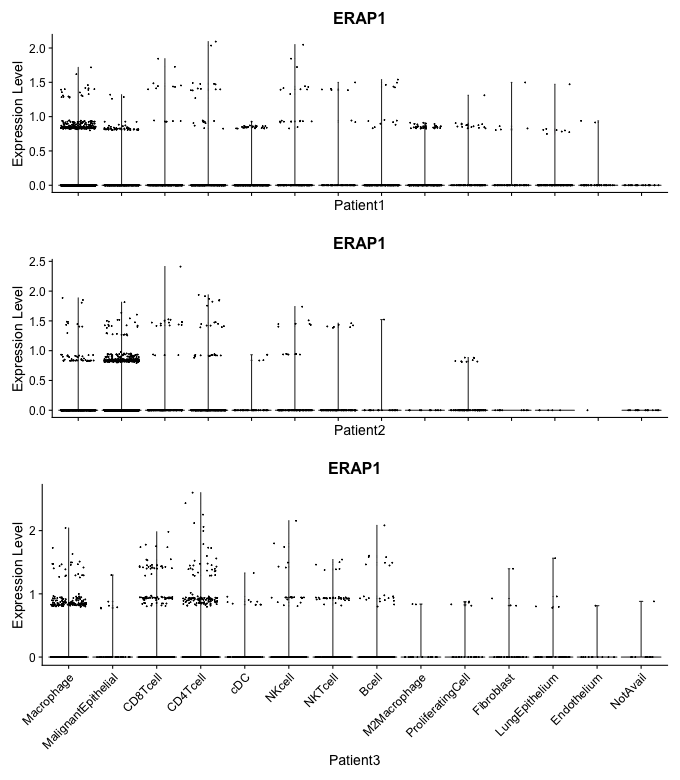 ERAP1
Expression Level
2.0
1.5
1.0
0.5
0.0
Patient1
ERAP1
Expression Level
2.5
2.0
1.5
1.0
0.5
0.0
Patient2
ERAP1
Expression Level
2
1
0
Macrophage
MalignantEpithelial
CD8Tcell
CD4Tcell
cDC
NKcell
NKTcell
Bcell
M2Macrophage
ProliferatingCell
Fibroblast
LungEpithelium
Endothelium
NotAvail
Patient3